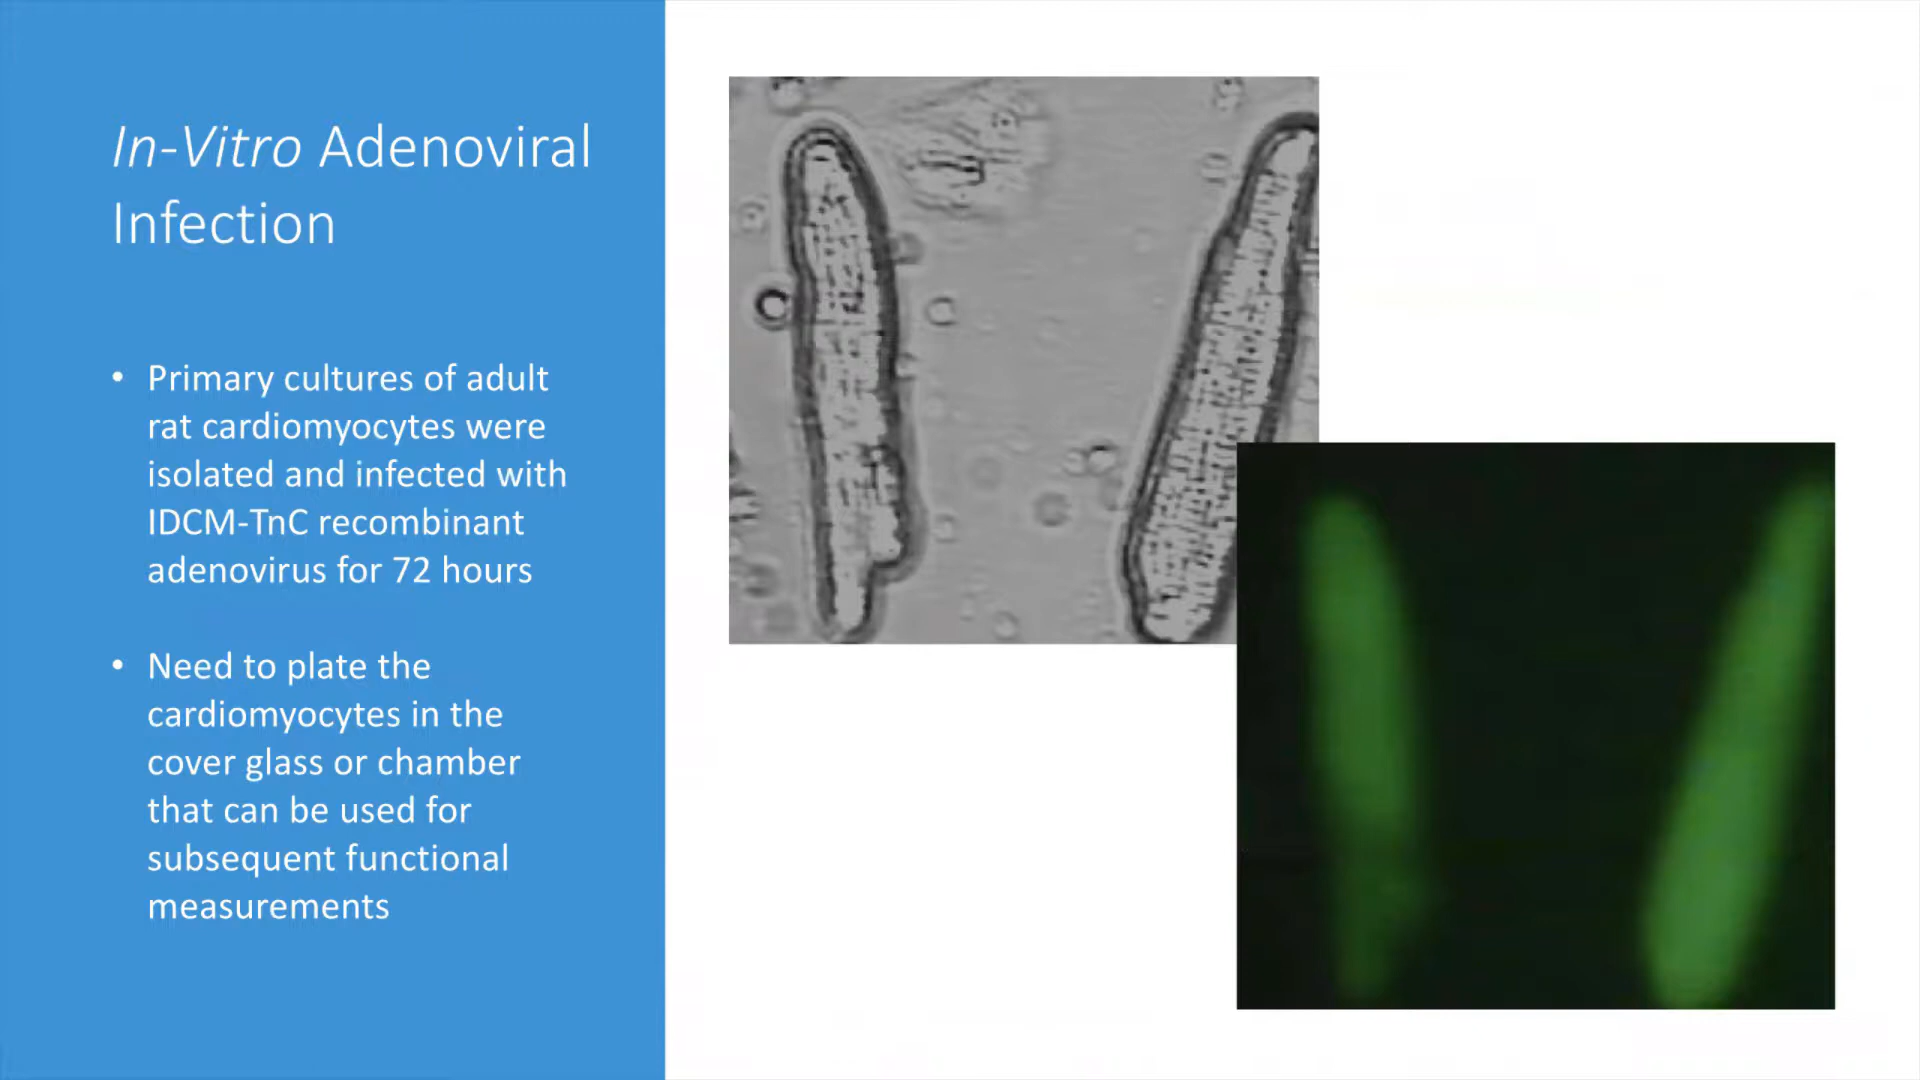 In-Vitro Adenoviral
Infection
• Primary cultures of adult
rat cardiomyocytes were
isolated and infected with
IDCM-TnC recombinant
adenovirus for 72 hours
• Need to plate the
cardiomyocytes in the
cover glass or chamber
that can be used for
subsequent functional
measurements